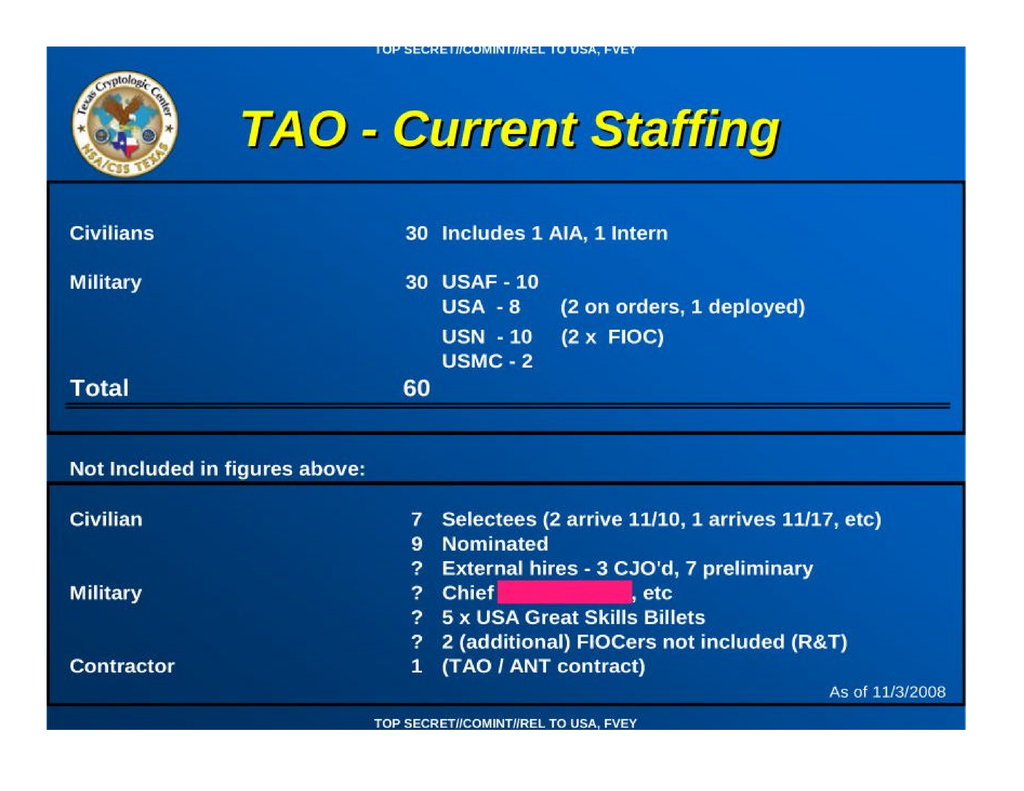 TOP SECRET//COMINT//REL TO USA, FVEY
Texas Cryptologic Center
NSA/CSS TEXAS
TAO - Current Staffing
Civilians 30 Includes 1 AIA, 1 Intern
Military 30 USAF - 10
USA - 8 (2 on orders, 1 deployed)
USN - 10 (2 x FIOC)
USMC - 2
Total 60
Not Included in figures above:
Civilian 7 Selectees (2 arrive 11/10, 1 arrives 11/17, etc)
9 Nominated
? External hires - 3 CJO'd, 7 preliminary
Military ? Chief , etc
? 5 x USA Great Skills Billets
? 2 (additional) FIOCers not included (R&T)
Contractor 1 (TAO / ANT contract)
As of 11/3/2008
TOP SECRET//COMINT//REL TO USA, FVEY